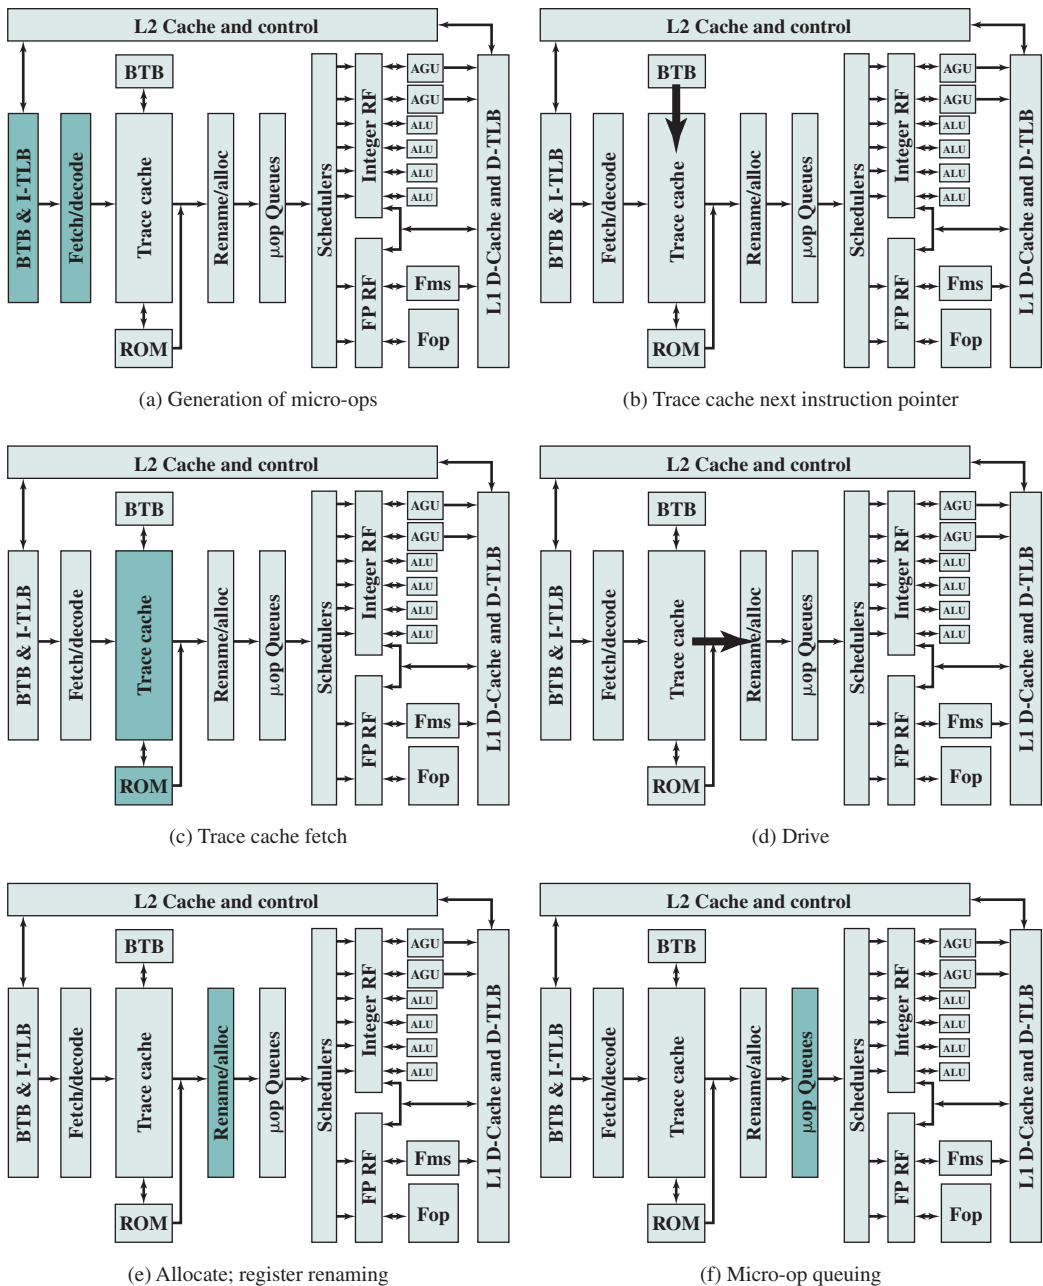 L2 Cache and control
BTB
BTB & I-TLB
Fetch/decode
Trace cache
ROM
Rename/alloc
µop Queues
Schedulers
Integer RF
FP RF
AGU
AGU
ALU
ALU
ALU
ALU
Fms
Fop
L1 D-Cache and D-TLB
(a) Generation of micro-ops
L2 Cache and control
BTB
BTB & I-TLB
Fetch/decode
Trace cache
ROM
Rename/alloc
µop Queues
Schedulers
Integer RF
FP RF
AGU
AGU
ALU
ALU
ALU
ALU
Fms
Fop
L1 D-Cache and D-TLB
(b) Trace cache next instruction pointer
L2 Cache and control
BTB
BTB & I-TLB
Fetch/decode
Trace cache
ROM
Rename/alloc
µop Queues
Schedulers
Integer RF
FP RF
AGU
AGU
ALU
ALU
ALU
ALU
Fms
Fop
L1 D-Cache and D-TLB
(c) Trace cache fetch
L2 Cache and control
BTB
BTB & I-TLB
Fetch/decode
Trace cache
ROM
Rename/alloc
µop Queues
Schedulers
Integer RF
FP RF
AGU
AGU
ALU
ALU
ALU
ALU
Fms
Fop
L1 D-Cache and D-TLB
(d) Drive
L2 Cache and control
BTB
BTB & I-TLB
Fetch/decode
Trace cache
ROM
Rename/alloc
µop Queues
Schedulers
Integer RF
FP RF
AGU
AGU
ALU
ALU
ALU
ALU
Fms
Fop
L1 D-Cache and D-TLB
(e) Allocate; register renaming
L2 Cache and control
BTB
BTB & I-TLB
Fetch/decode
Trace cache
ROM
Rename/alloc
µop Queues
Schedulers
Integer RF
FP RF
AGU
AGU
ALU
ALU
ALU
ALU
Fms
Fop
L1 D-Cache and D-TLB
(f) Micro-op queuing